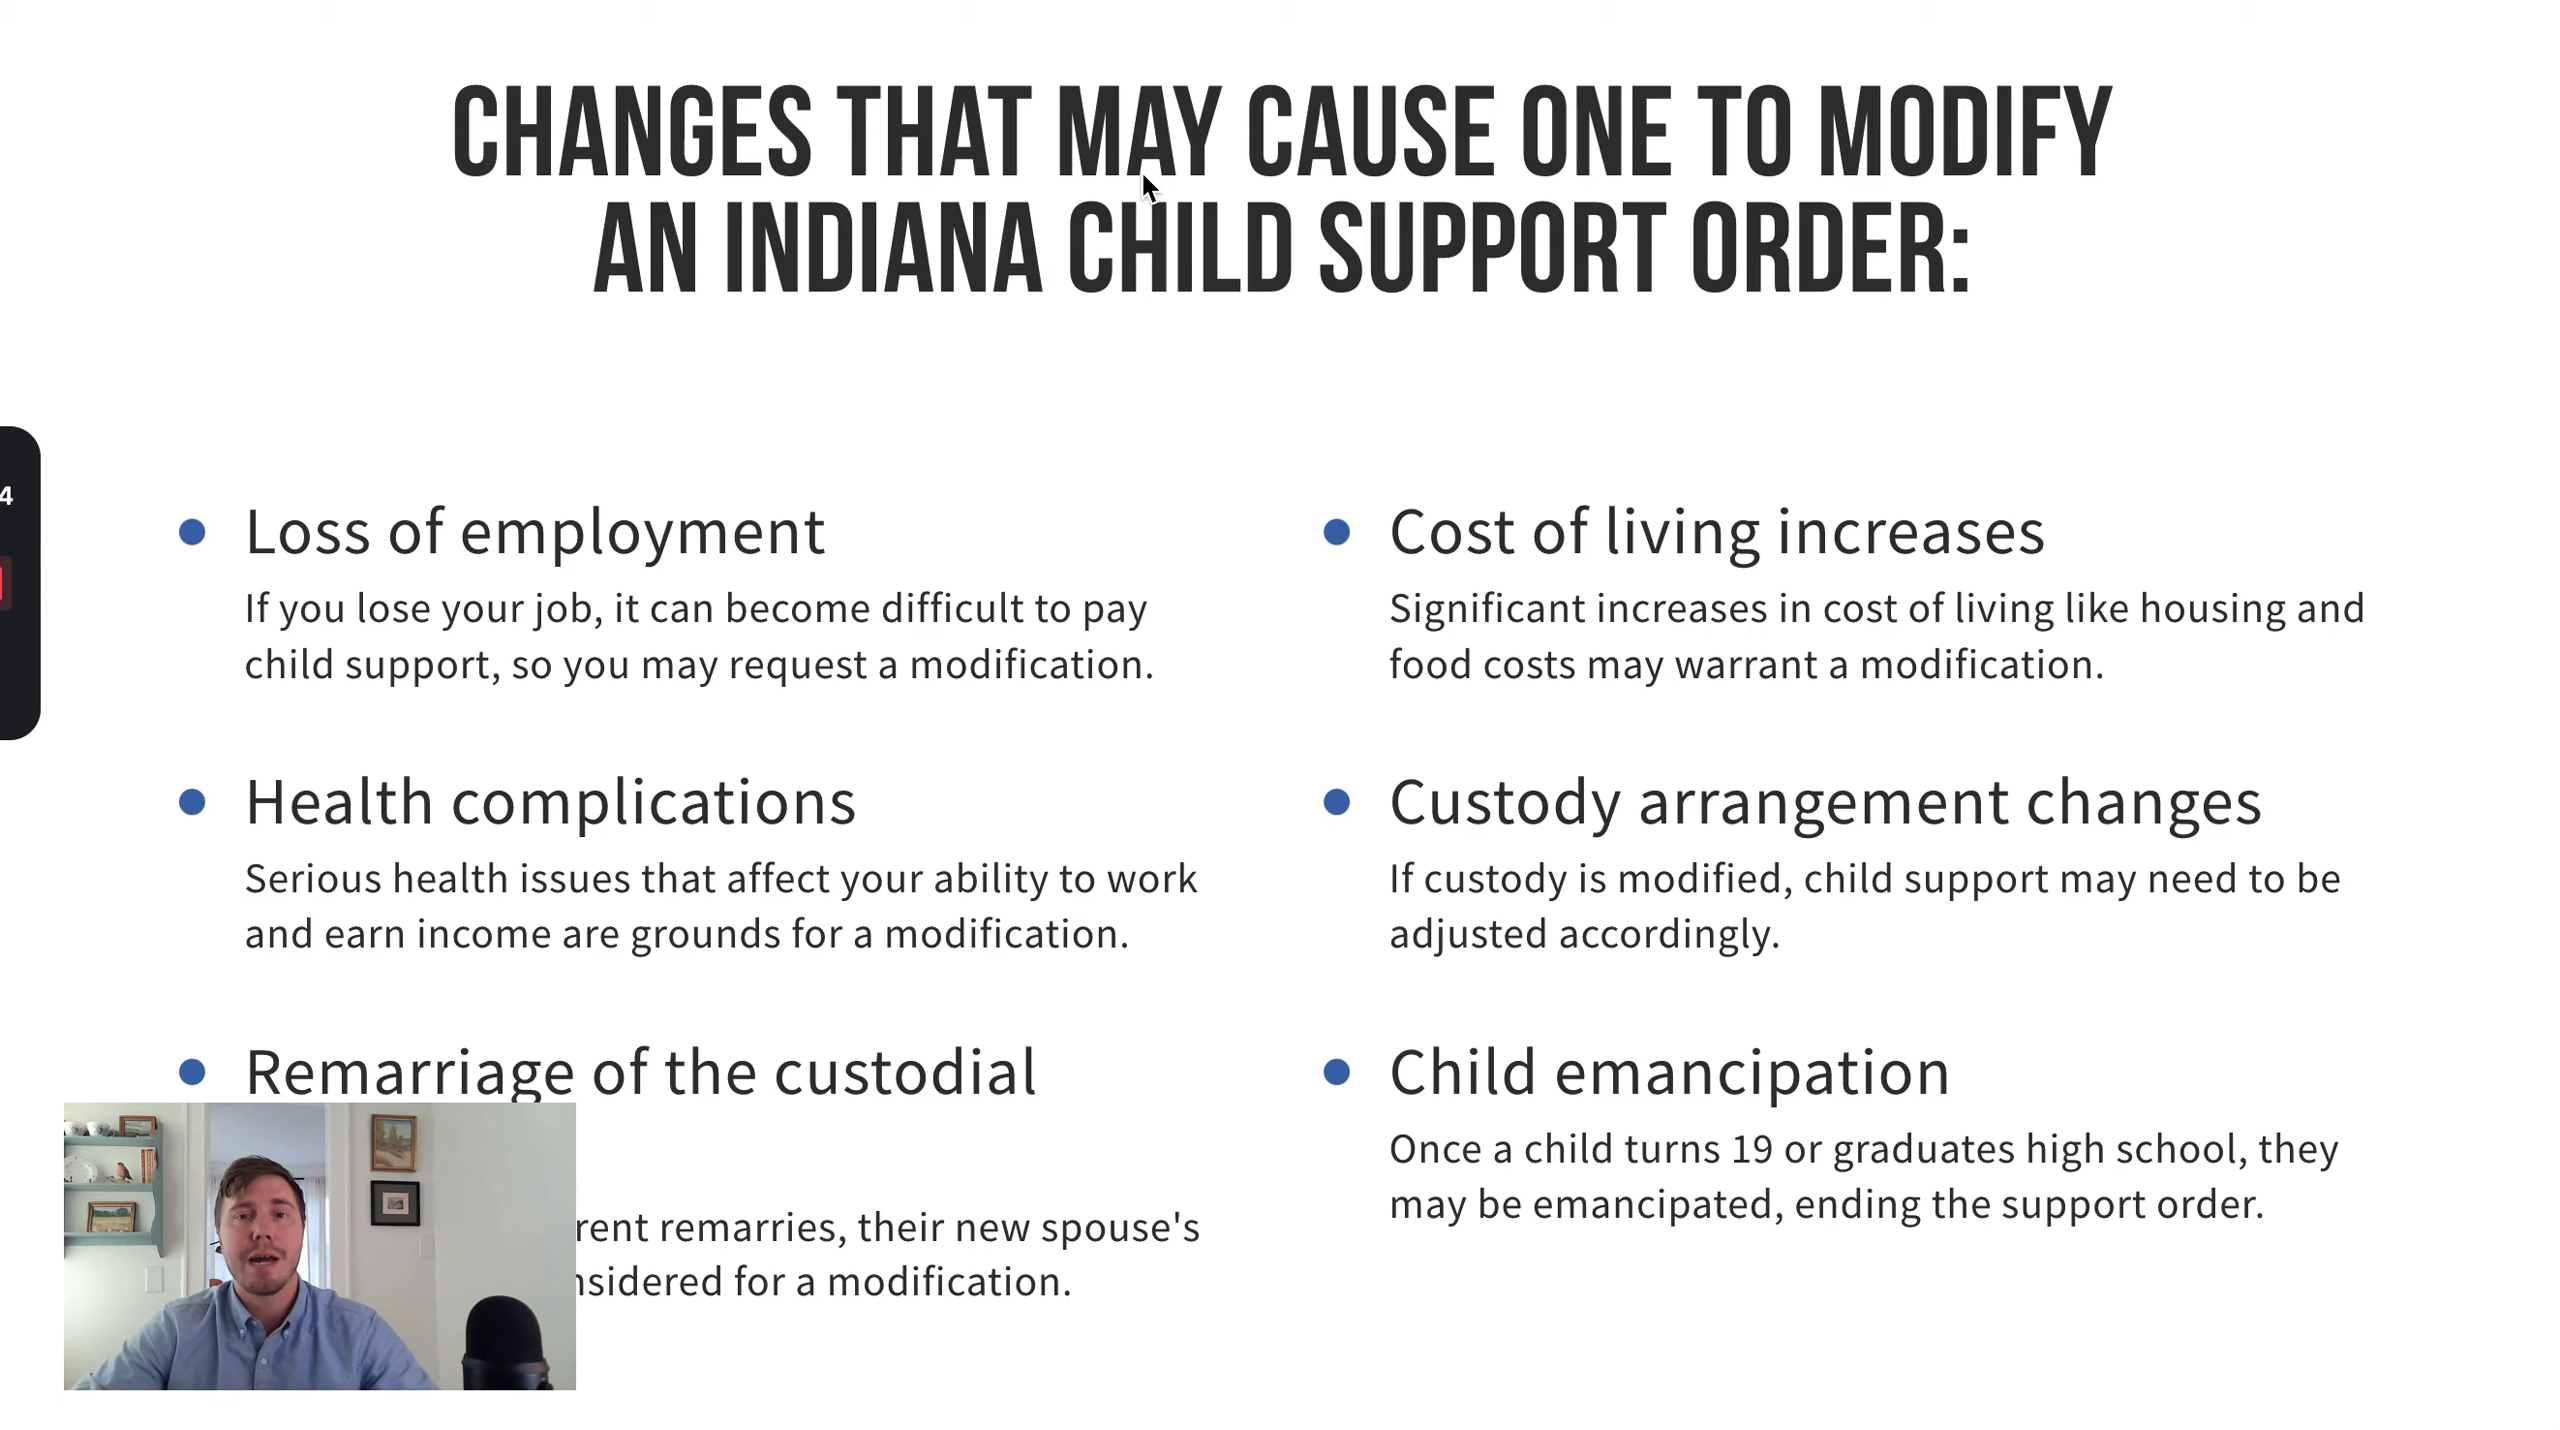 CHANGES THAT MAY CAUSE ONE TO MODIFY
AN INDIANA CHILD SUPPORT ORDER:
4
Loss of employment
If you lose your job, it can become difficult to pay
child support, so you may request a modification.
Health complications
Serious health issues that affect your ability to work
and earn income are grounds for a modification.
Remarriage of the custodial
remarries, their new spouse's
for a modification.
Cost of living increases
Significant increases in cost of living like housing and
food costs may warrant a modification.
Custody arrangement changes
If custody is modified, child support may need to be
adjusted accordingly.
Child emancipation
Once a child turns 19 or graduates high school, they
may be emancipated, ending the support order.